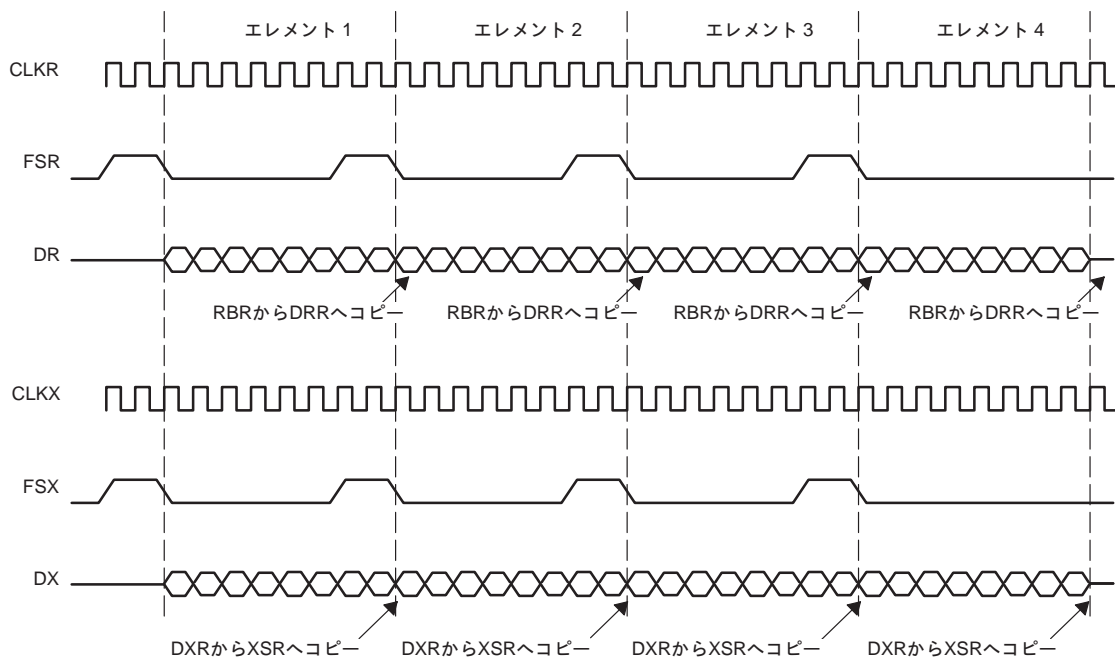 エレメント 1 エレメント 2 エレメント 3 エレメント 4
CLKR
FSR
DR
RBRからDRRへコピー RBRからDRRへコピー RBRからDRRへコピー RBRからDRRへコピー
CLKX
FSX
DX
DXRからXSRへコピー DXRからXSRへコピー DXRからXSRへコピー DXRからXSRへコピー